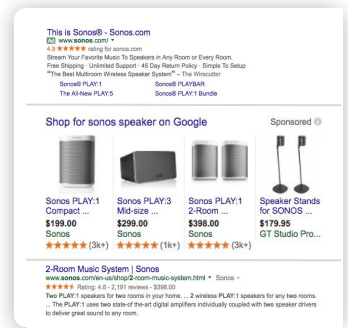 This is Sonos® - Sonos.com
Ad www.sonos.com/
4.9 ★★★★★ rating for sonos.com
Stream Your Favorite Music To Speakers in Any Room or Every Room.
Free Shipping · Unlimited Support · 45 Day Return Policy · Simple To Setup
"The Best Multiroom Wireless Speaker System" – The Wirecutter
Sonos® PLAY:1 Sonos® PLAYBAR
The All-New PLAY:5 Sonos® PLAY:1 Bundle
Shop for sonos speaker on Google Sponsored
Sonos PLAY:1 Sonos PLAY:3 Sonos PLAY:1 Speaker Stands
Compact ... Mid-size ... 2-Room ... for SONOS ...
$199.00 $299.00 $398.00 $179.95
Sonos Sonos Sonos GT Studio Pro...
★★★★★ (3k+) ★★★★★ (1k+) ★★★★★ (3k+)
2-Room Music System | Sonos
www.sonos.com/en-us/shop/2-room-music-system.html Sonos
★★★★★ Rating: 4.6 - 2,191 reviews - $398.00
Two PLAY:1 speakers for two rooms in your home. ... 2 wireless PLAY:1 speakers for any two rooms.
... The PLAY:1 uses two state-of-the-art digital amplifiers individually coupled with two speaker drivers
to deliver great sound to any room.